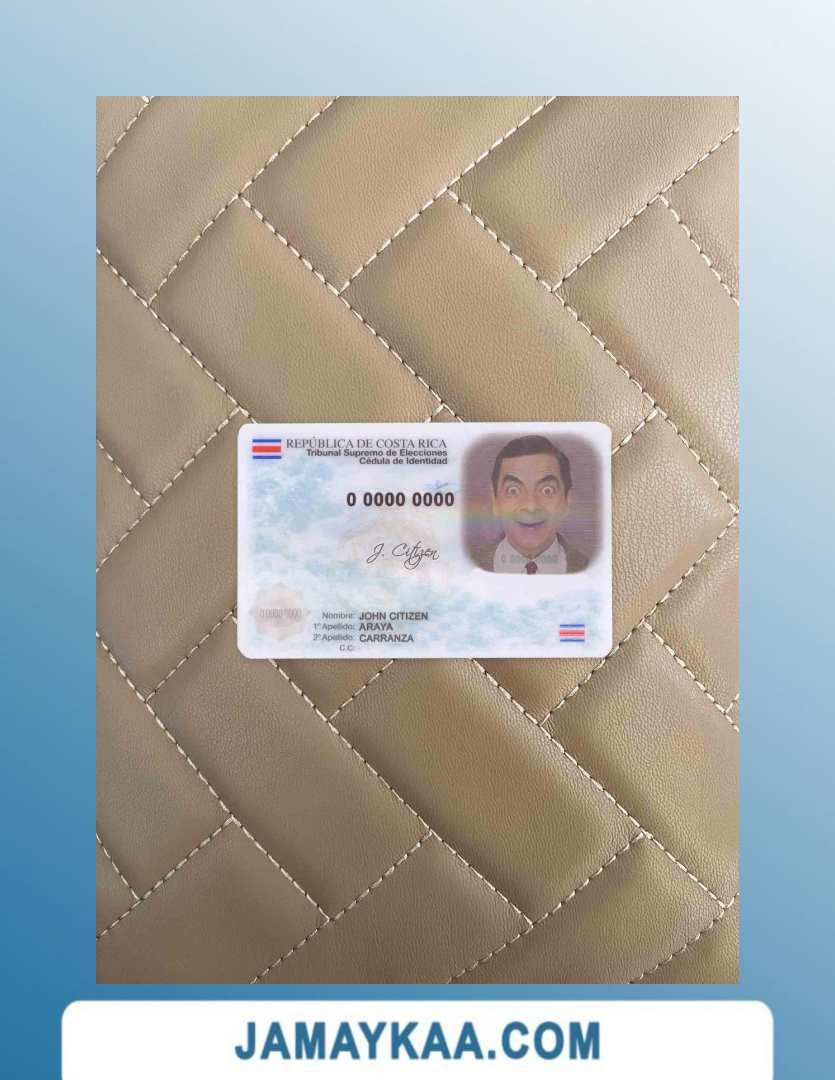 REPÚBLICA DE COSTA RICA
Tribunal Supremo de Elecciones
Cédula de Identidad
0 0000 0000
J. Citizen
0 0000 0000
0 0000 0000
Nombre: JOHN CITIZEN
1° Apellido: ARAYA
2° Apellido: CARRANZA
C.C:
JAMAYKAA.COM